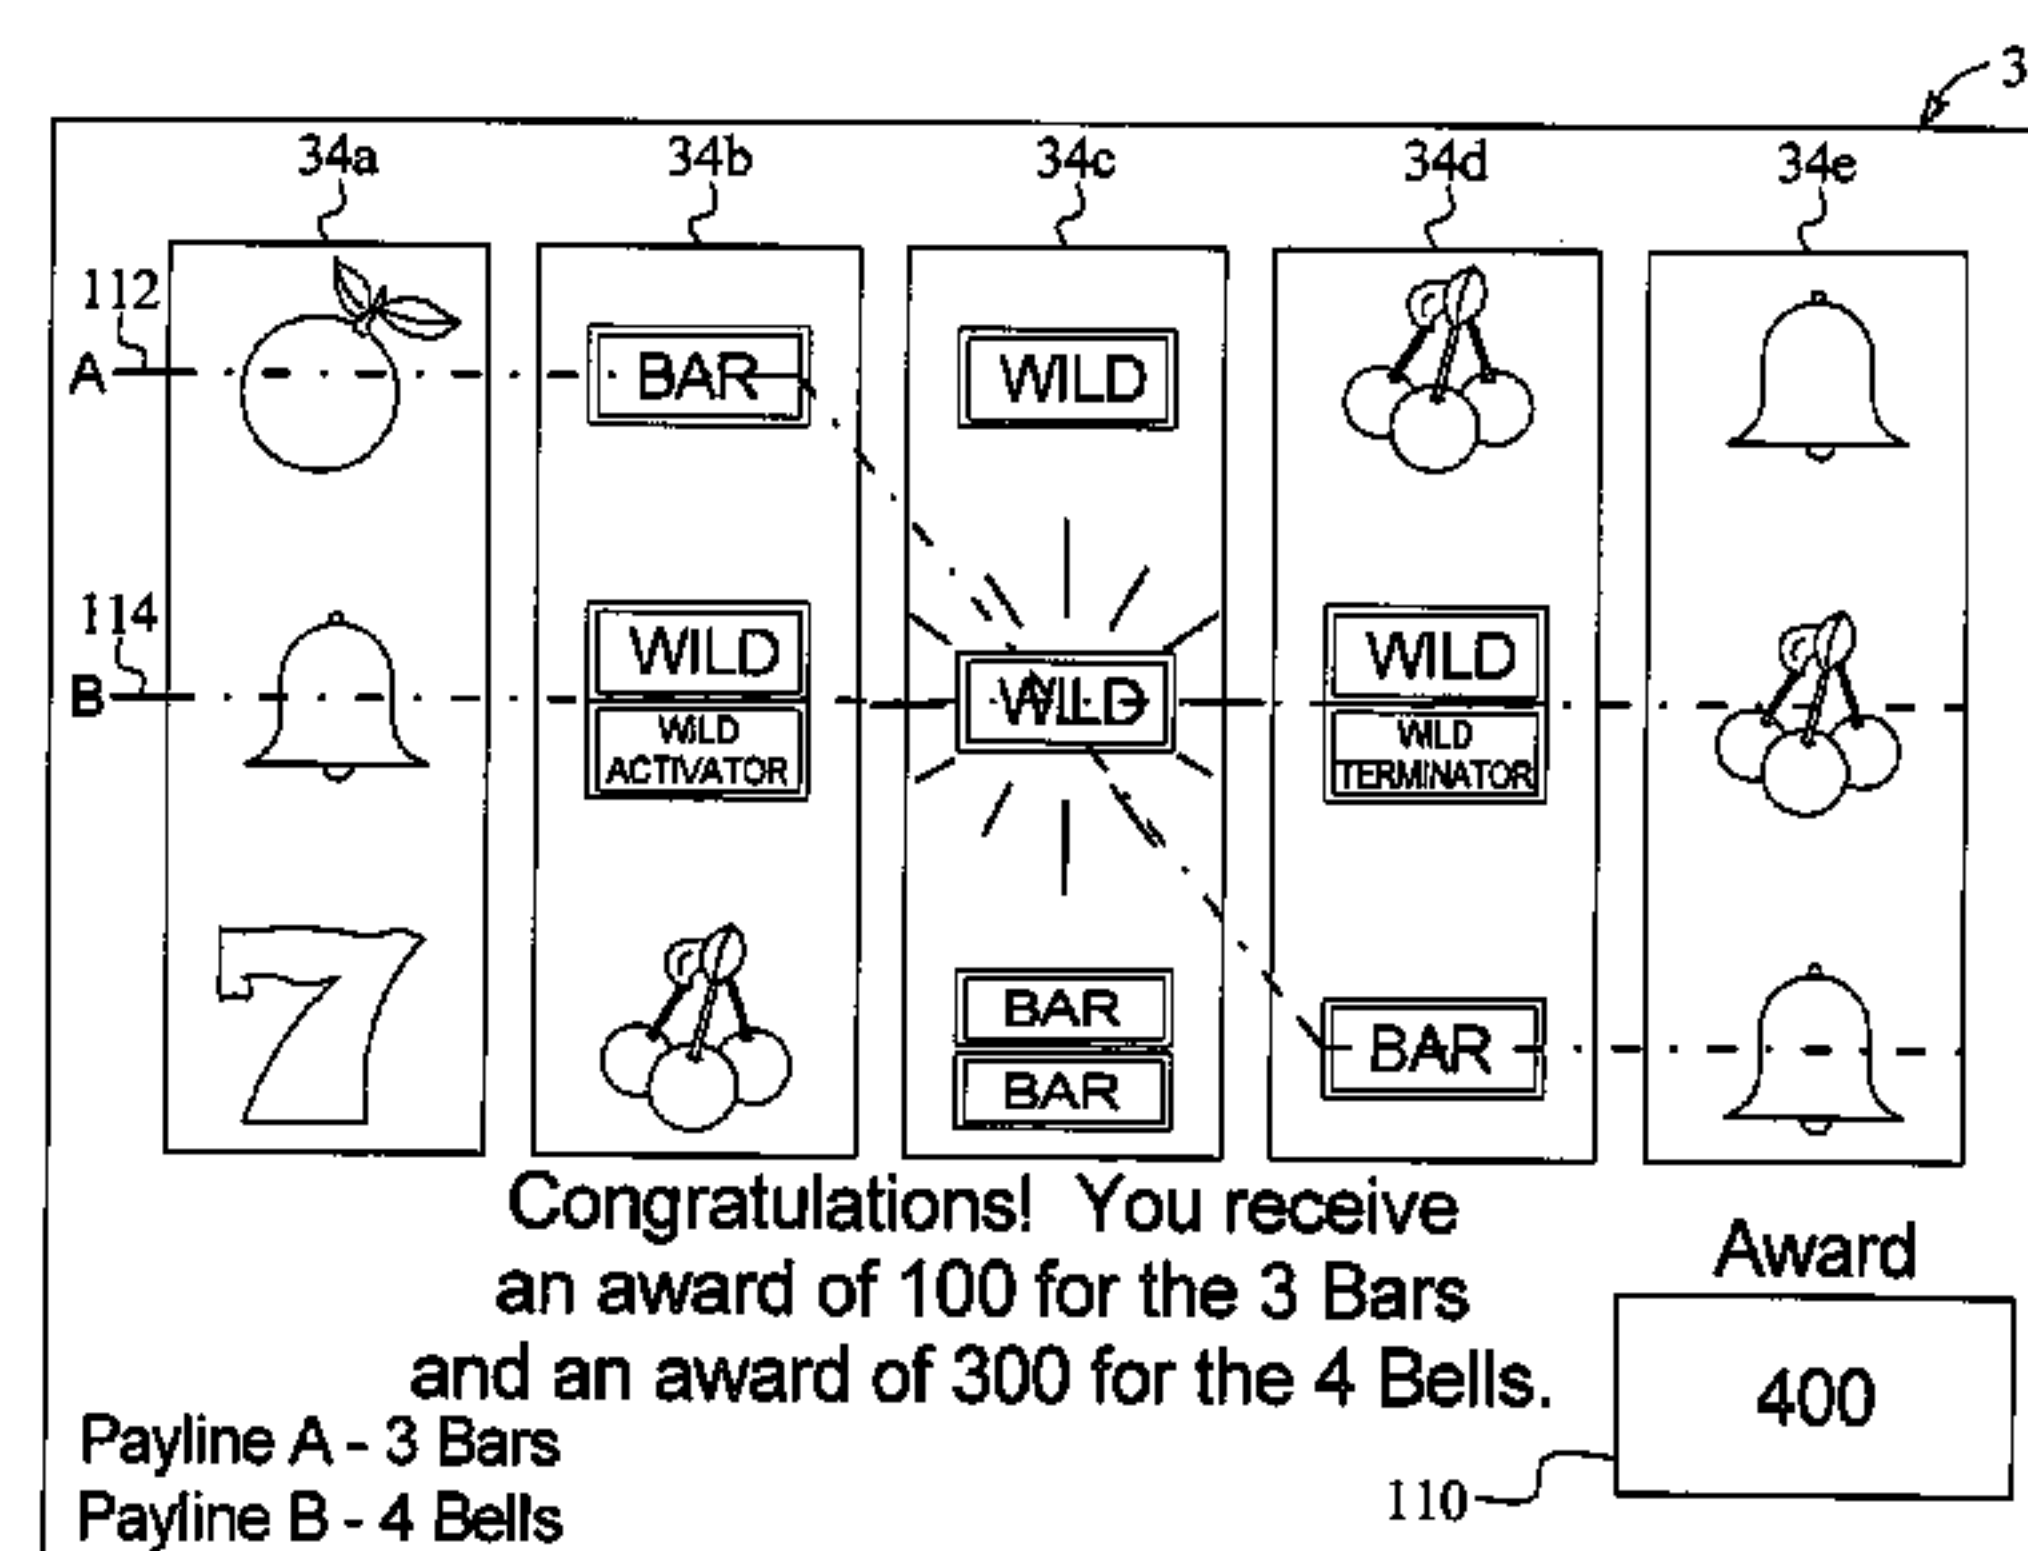 3
34a 34b 34c 34d 34e
112
A BAR WILD
114
B WILD WILD WILD
WILD WILD
ACTIVATOR TERMINATOR
7
BAR
BAR BAR
Congratulations! You receive
an award of 100 for the 3 Bars
and an award of 300 for the 4 Bells.
Award
400
110
Payline A - 3 Bars
Payline B - 4 Bells